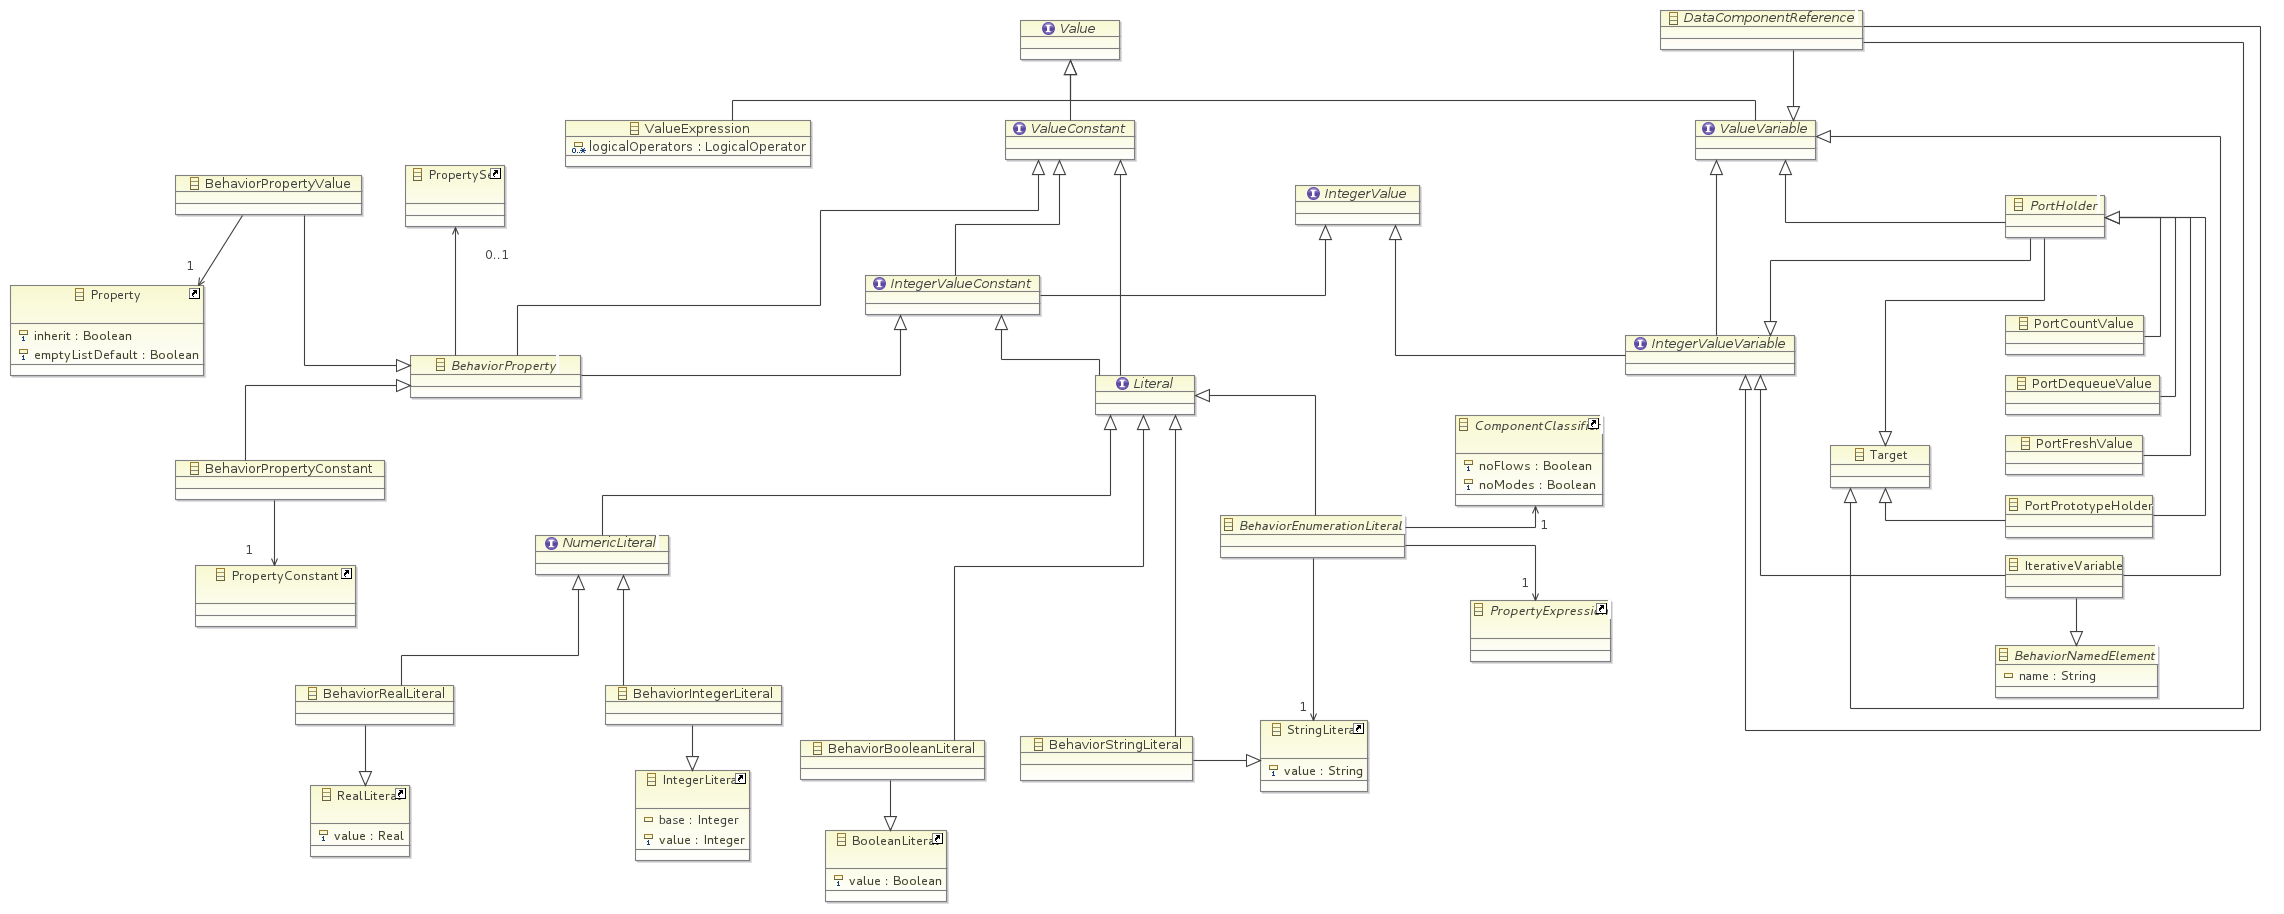 Value
DataComponentReference
ValueExpression
logicalOperators : LogicalOperator
0..*
ValueConstant
ValueVariable
BehaviorPropertyValue
PropertySe
IntegerValue
PortHolder
0..1
1
Property
inherit : Boolean
emptyListDefault : Boolean
IntegerValueConstant
PortCountValue
IntegerValueVariable
BehaviorProperty
Literal
PortDequeueValue
ComponentClassifi
noFlows : Boolean
noModes : Boolean
PortFreshValue
Target
BehaviorPropertyConstant
PortPrototypeHolder
BehaviorEnumerationLiteral
1
NumericLiteral
1
PropertyConstant
IterativeVariable
1
PropertyExpressi
BehaviorNamedElement
name : String
BehaviorRealLiteral
BehaviorIntegerLiteral
1
StringLitera
value : String
BehaviorBooleanLiteral
BehaviorStringLiteral
RealLitera
value : Real
IntegerLitera
base : Integer
value : Integer
BooleanLitera
value : Boolean